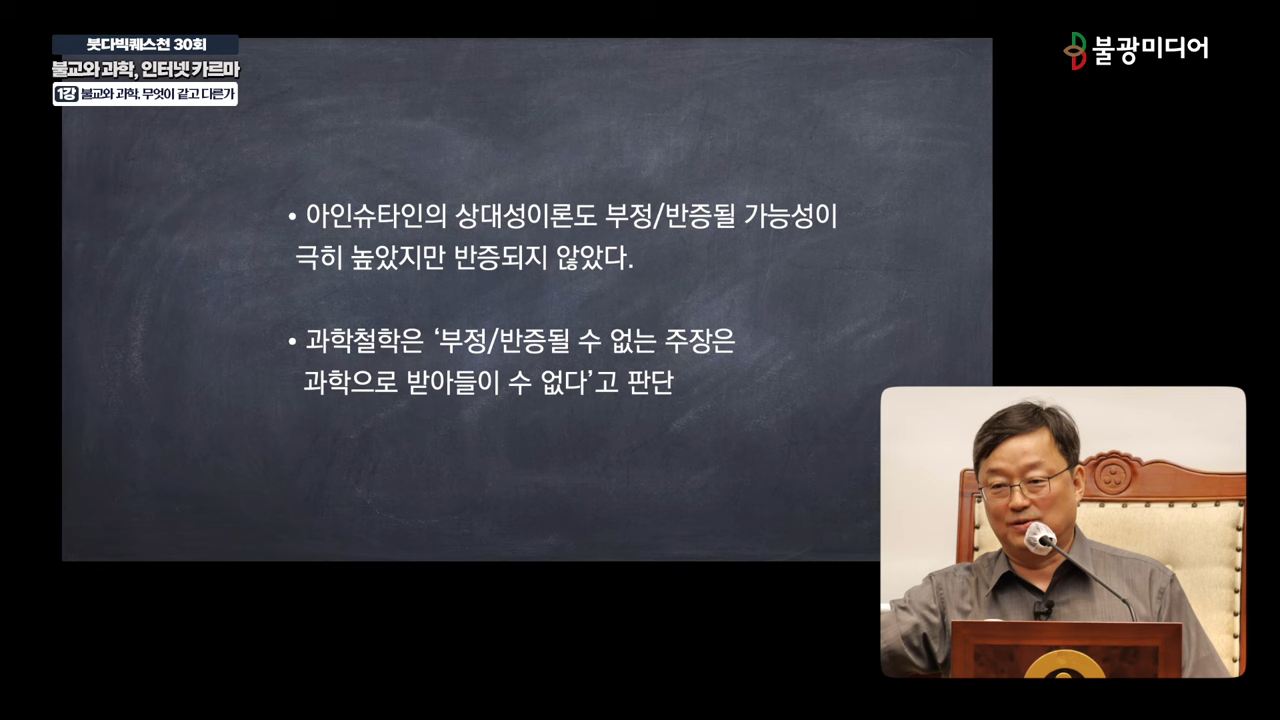 붓다빅퀘스천 30회
불교와 과학, 인터넷 카르마
1강 불교와 과학, 무엇이 같고 다른가
불광미디어
• 아인슈타인의 상대성이론도 부정/반증될 가능성이
극히 높았지만 반증되지 않았다.
• 과학철학은 ‘부정/반증될 수 없는 주장은
과학으로 받아들이 수 없다’고 판단